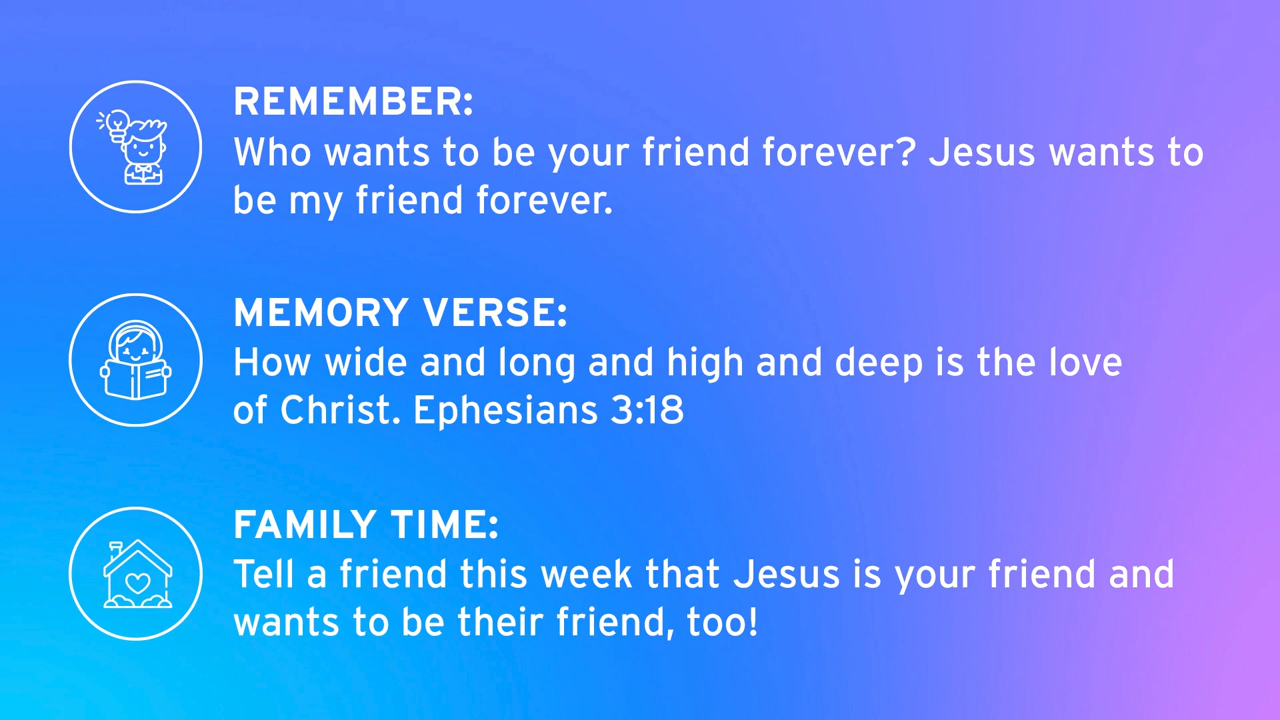 REMEMBER:
Who wants to be your friend forever? Jesus wants to
be my friend forever.
MEMORY VERSE:
How wide and long and high and deep is the love
of Christ. Ephesians 3:18
FAMILY TIME:
Tell a friend this week that Jesus is your friend and
wants to be their friend, too!